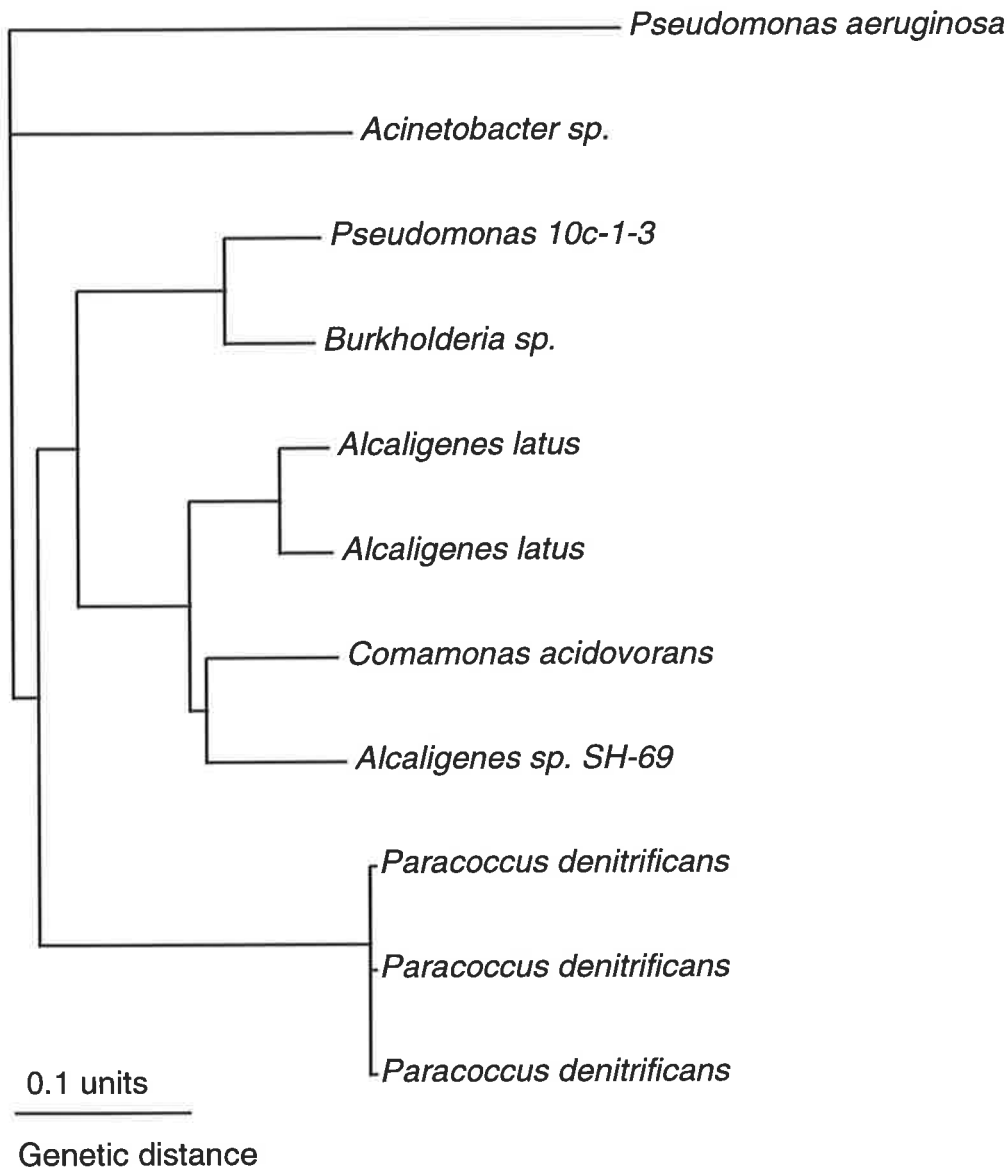 Pseudomonas aeruginosa
Acinetobacter sp.
Pseudomonas 10c-1-3
Burkholderia sp.
Alcaligenes latus
Alcaligenes latus
Comamonas acidovorans
Alcaligenes sp. SH-69
Paracoccus denitrificans
Paracoccus denitrificans
Paracoccus denitrificans
0.1 units
Genetic distance